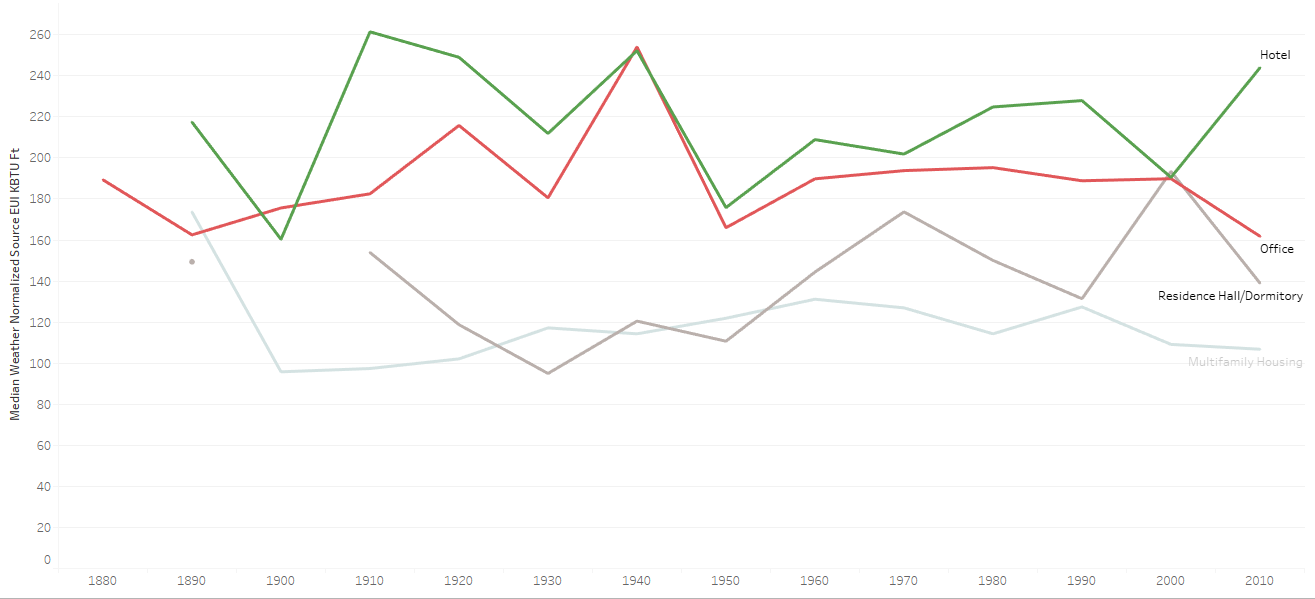 Median Weather Normalized Source EUI KBTU Ft
260
240
220
200
180
160
140
120
100
80
60
40
20
0
Hotel
Office
Residence Hall/Dormitory
Multifamily Housing
1880 1890 1900 1910 1920 1930 1940 1950 1960 1970 1980 1990 2000 2010